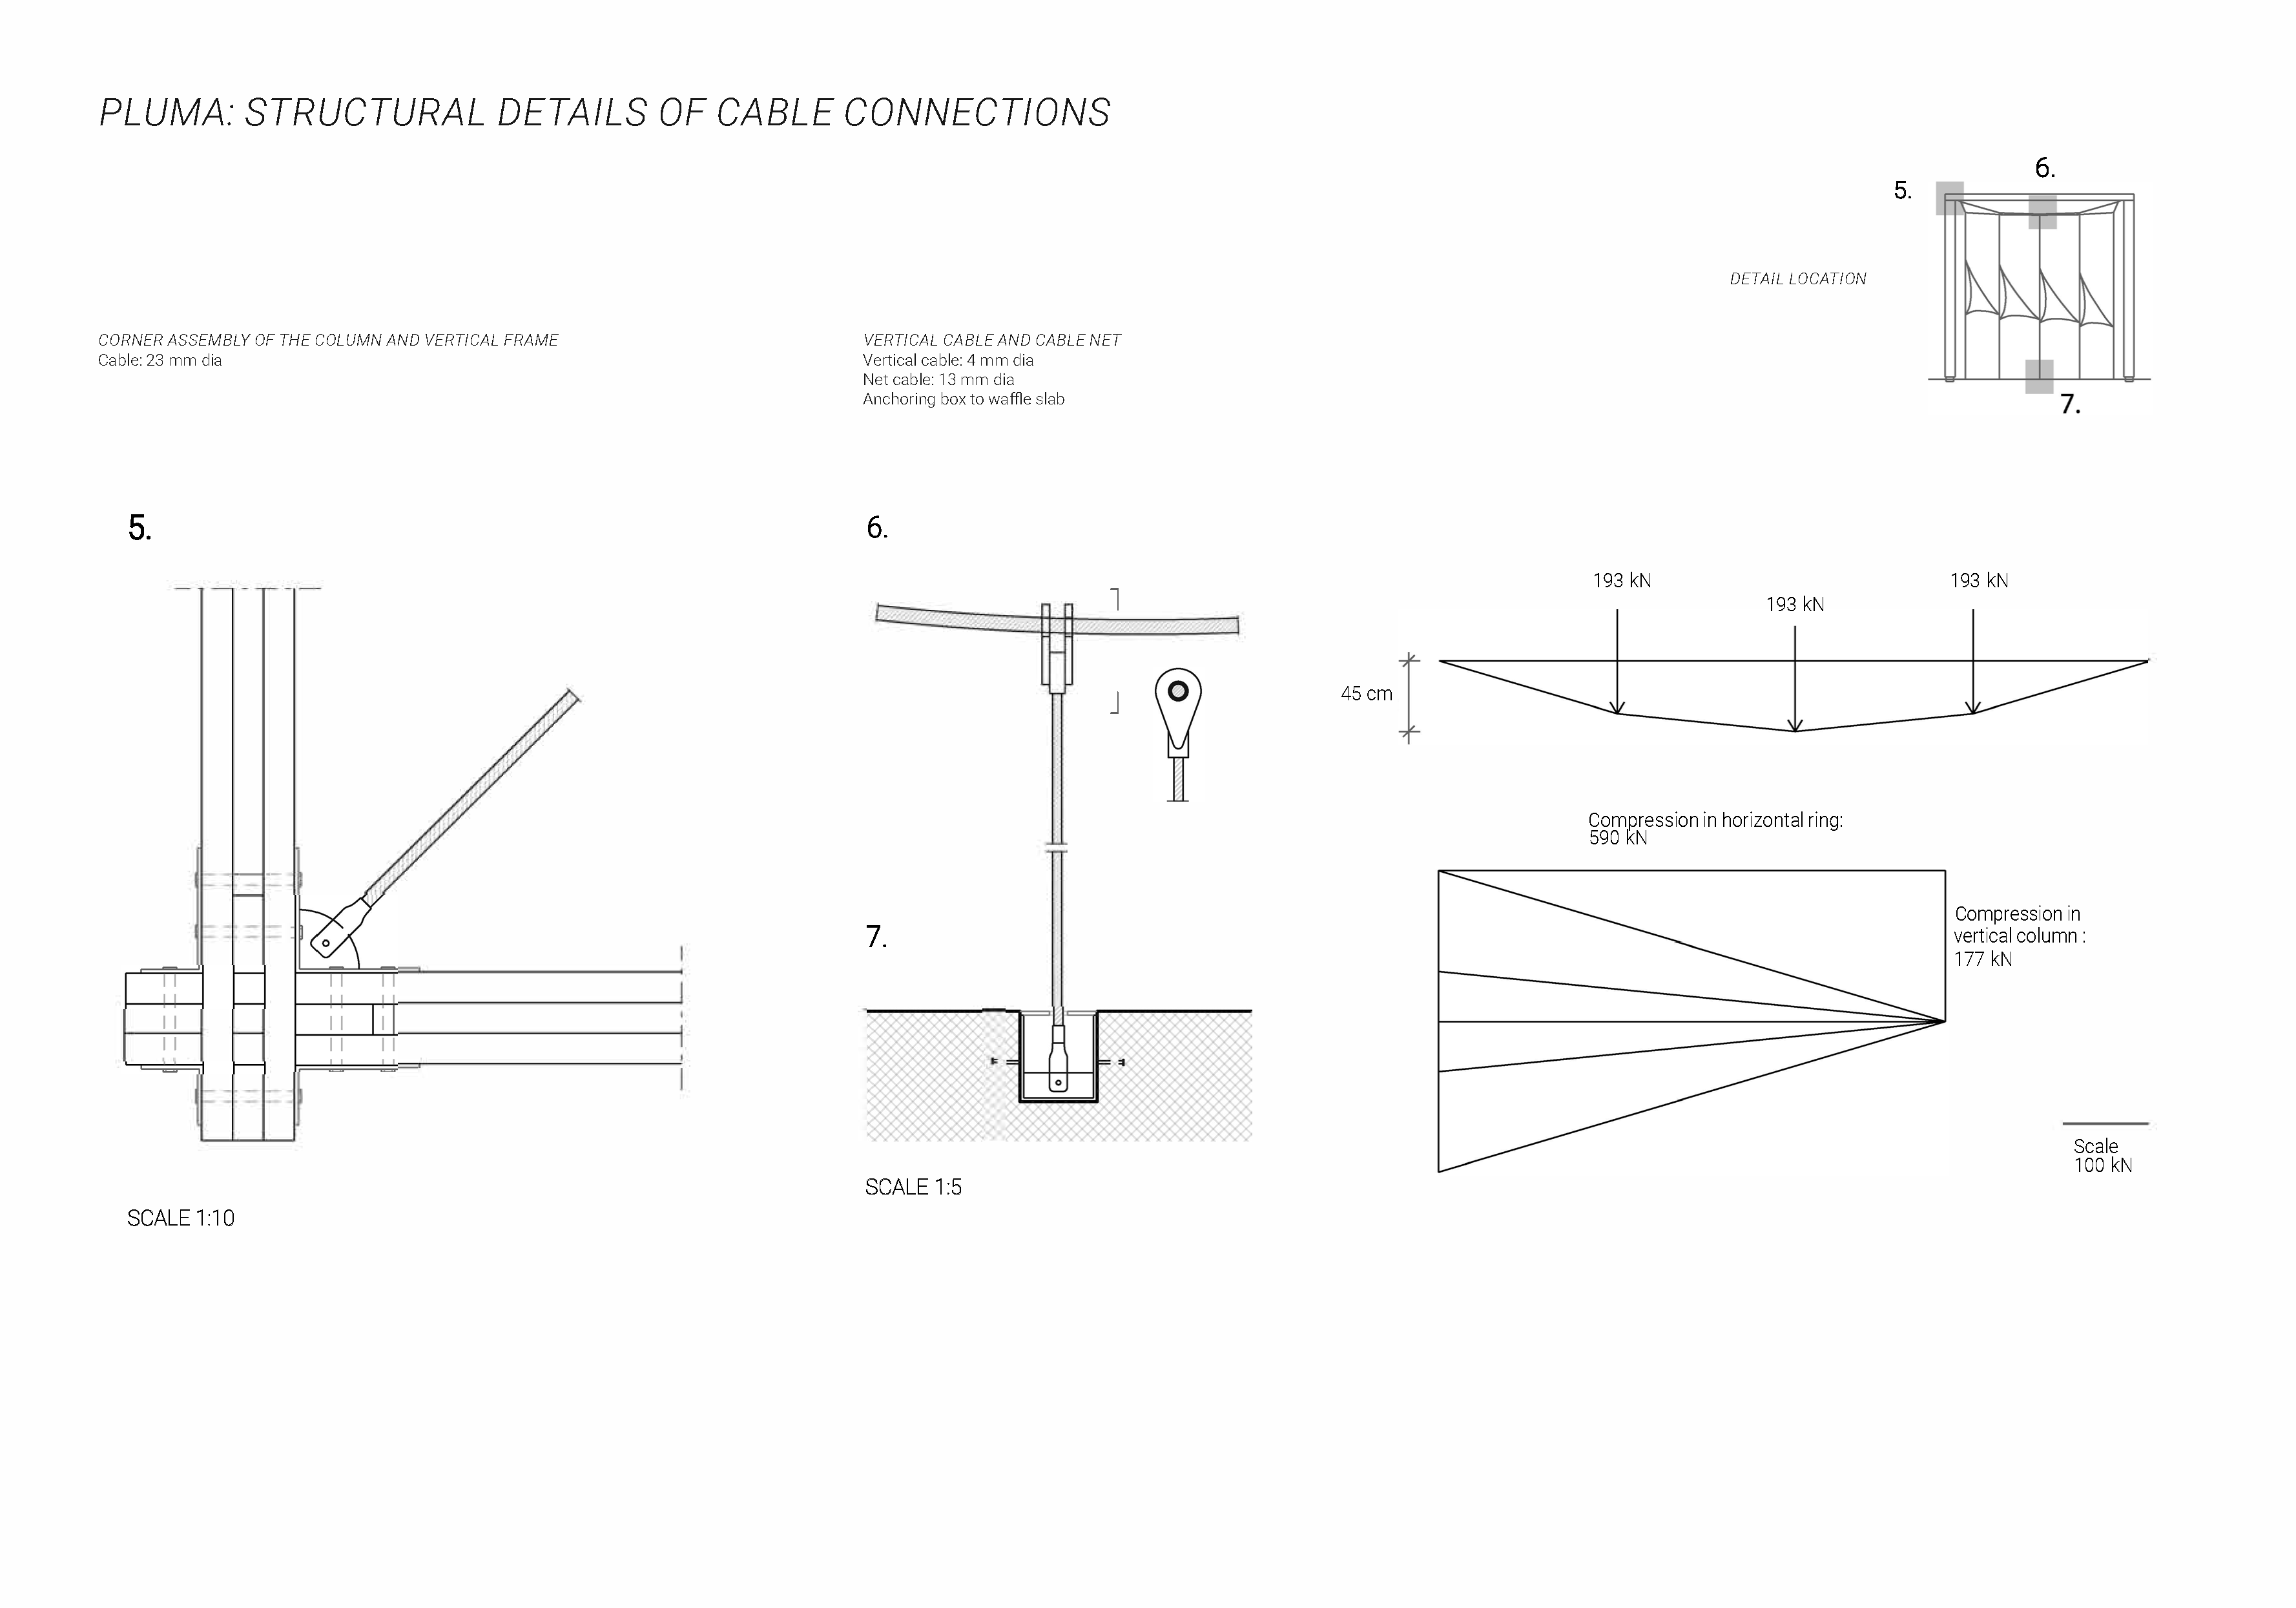 PLUMA: STRUCTURAL DETAILS OF CABLE CONNECTIONS
6.
5.
DETAIL LOCATION
7.
CORNER ASSEMBLY OF THE COLUMN AND VERTICAL FRAME
Cable: 23 mm dia
VERTICAL CABLE AND CABLE NET
Vertical cable: 4 mm dia
Net cable: 13 mm dia
Anchoring box to waffle slab
5.
SCALE 1:10
6.
7.
SCALE 1:5
193 kN
193 kN
193 kN
45 cm
Compression in horizontal ring:
590 kN
Compression in
vertical column :
177 kN
Scale
100 kN